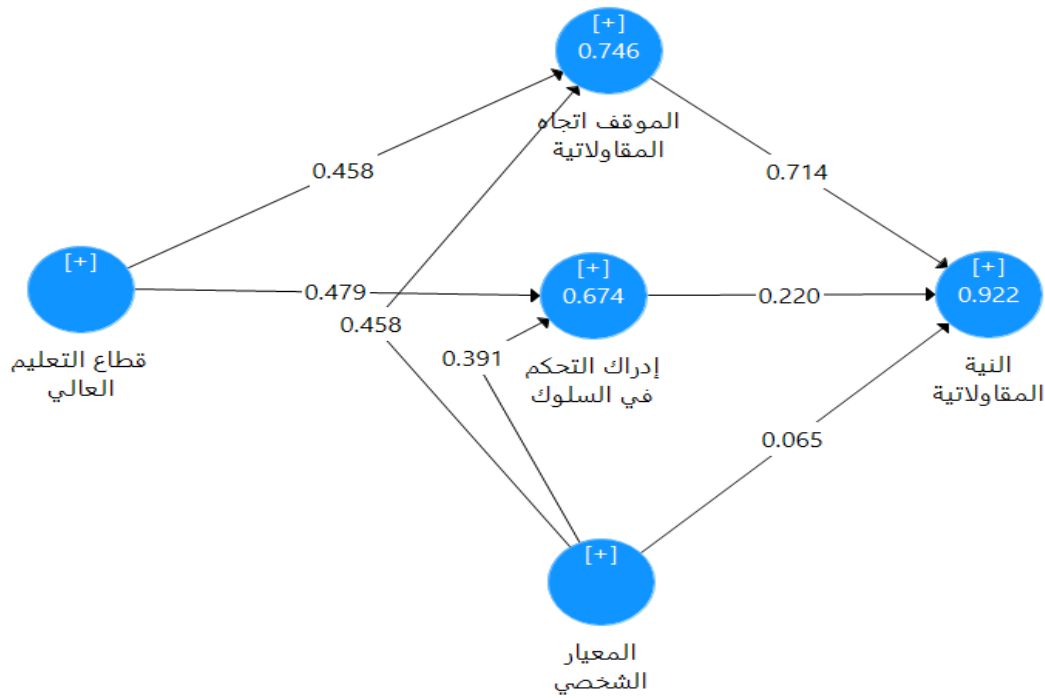 [+]
0.746
الموقف اتجاه
المقاولاتية
0.458
0.714
[+]
قطاع التعليم
العالي
0.479
[+]
0.674
إدراك التحكم
في السلوك
0.220
[+]
0.922
النية
المقاولاتية
0.458
0.391
0.065
[+]
المعيار
الشخصي